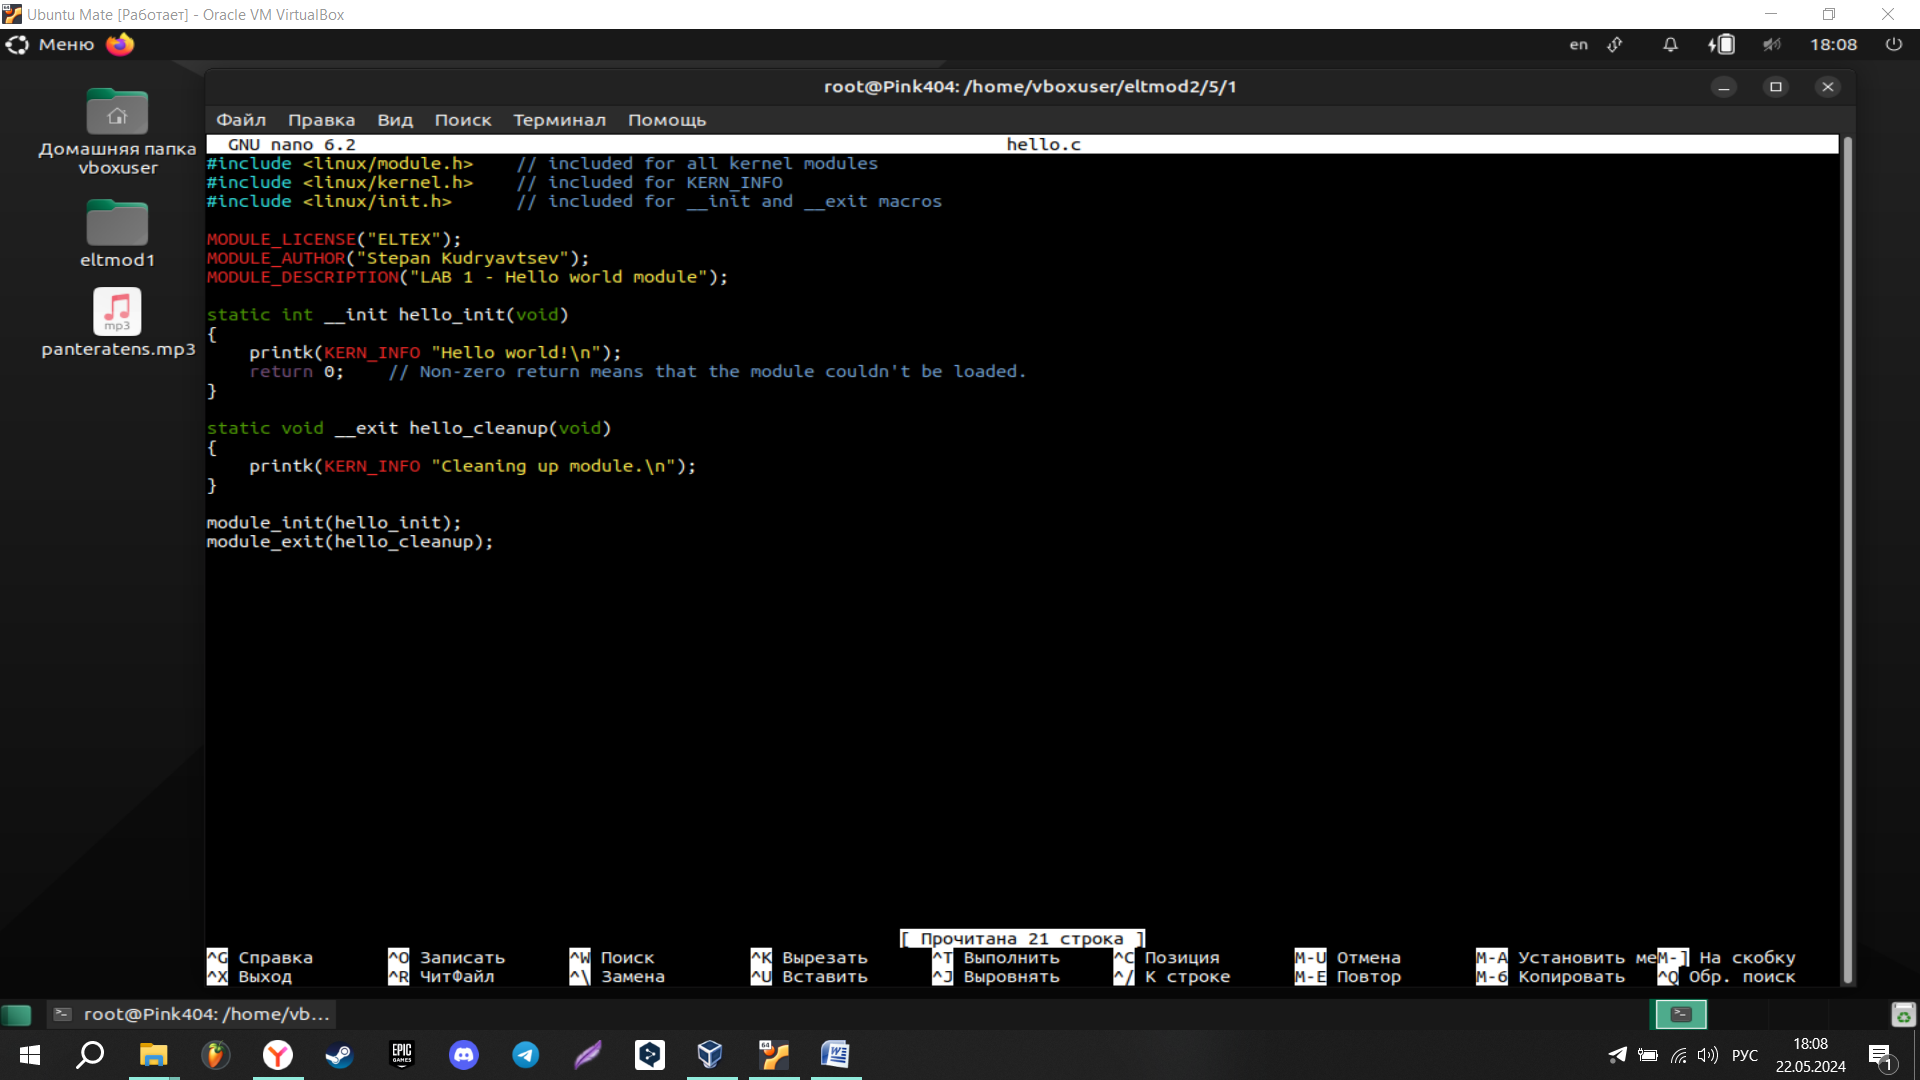 Ubuntu Mate [Работает] - Oracle VM VirtualBox
Меню
en
18:08
root@Pink404: /home/vboxuser/eltmod2/5/1
Файл Правка Вид Поиск Терминал Помощь
Домашняя папка
vboxuser
eltmod1
mp3
panteratens.mp3
GNU nano 6.2 hello.c
#include <linux/module.h>    // included for all kernel modules
#include <linux/kernel.h>    // included for KERN_INFO
#include <linux/init.h>      // included for __init and __exit macros
MODULE_LICENSE("ELTEX");
MODULE_AUTHOR("Stepan Kudryavtsev");
MODULE_DESCRIPTION("LAB 1 - Hello world module");
static int __init hello_init(void)
{
    printk(KERN_INFO "Hello world!\n");
    return 0;    // Non-zero return means that the module couldn't be loaded.
}
static void __exit hello_cleanup(void)
{
    printk(KERN_INFO "Cleaning up module.\n");
}
module_init(hello_init);
module_exit(hello_cleanup);
[ Прочитана 21 строка ]
^G Справка ^O Записать ^W Поиск ^K Вырезать ^T Выполнить ^C Позиция M-U Отмена M-A Установить ме M-] На скобку
^X Выход ^R ЧитФайл ^\ Замена ^U Вставить ^J Выровнять ^/ К строке M-E Повтор M-6 Копировать ^Q Обр. поиск
root@Pink404: /home/vb...
EPIC
GAMES
64
W
РУС
18:08
22.05.2024
1